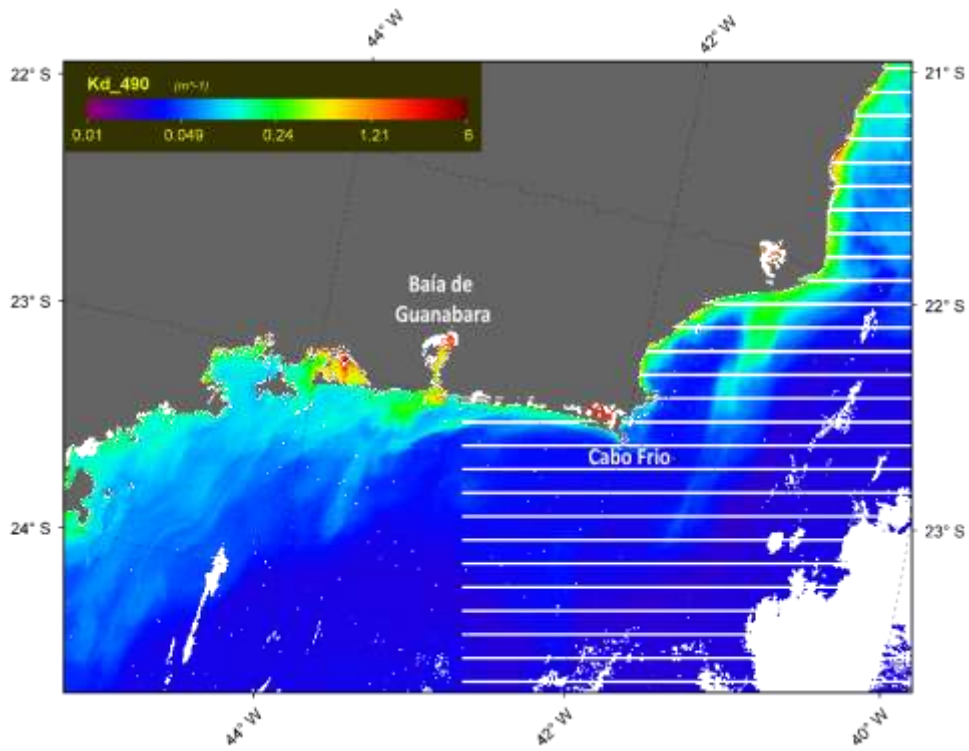 44° W
42° W
22° S
21° S
Kd_490 (m^-1)
0.01 0.049 0.24 1.21 6
23° S
22° S
Baía de
Guanabara
Cabo Frio
24° S
23° S
44° W
42° W
40° W